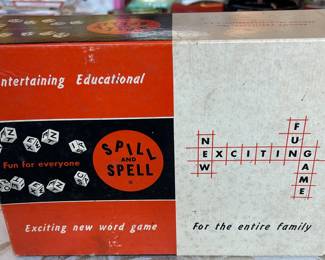 ntertaining Educational
Fun for everyone
SPILL
AND
SPELL
Exciting new word game
NEW
EXCITING
FUN
GAME
For the entire family